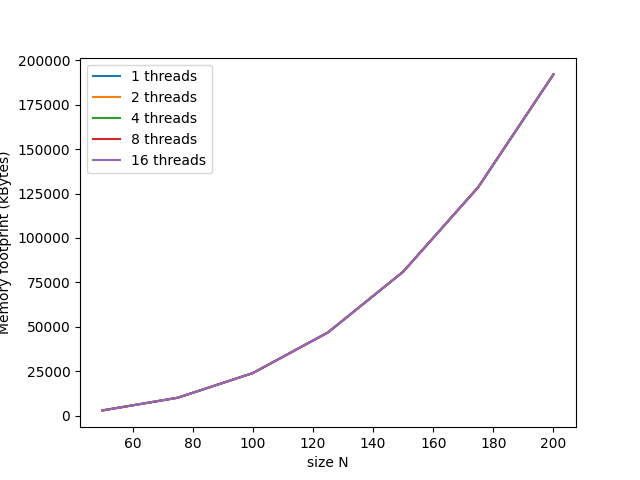 200000
175000
150000
125000
100000
75000
50000
25000
0
Memory footprint (kBytes)
1 threads
2 threads
4 threads
8 threads
16 threads
60 80 100 120 140 160 180 200
size N